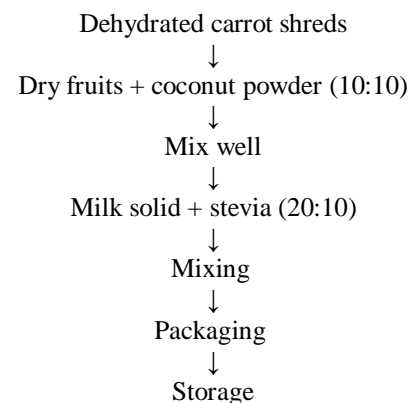 Dehydrated carrot shreds
↓
Dry fruits + coconut powder (10:10)
↓
Mix well
↓
Milk solid + stevia (20:10)
↓
Mixing
↓
Packaging
↓
Storage